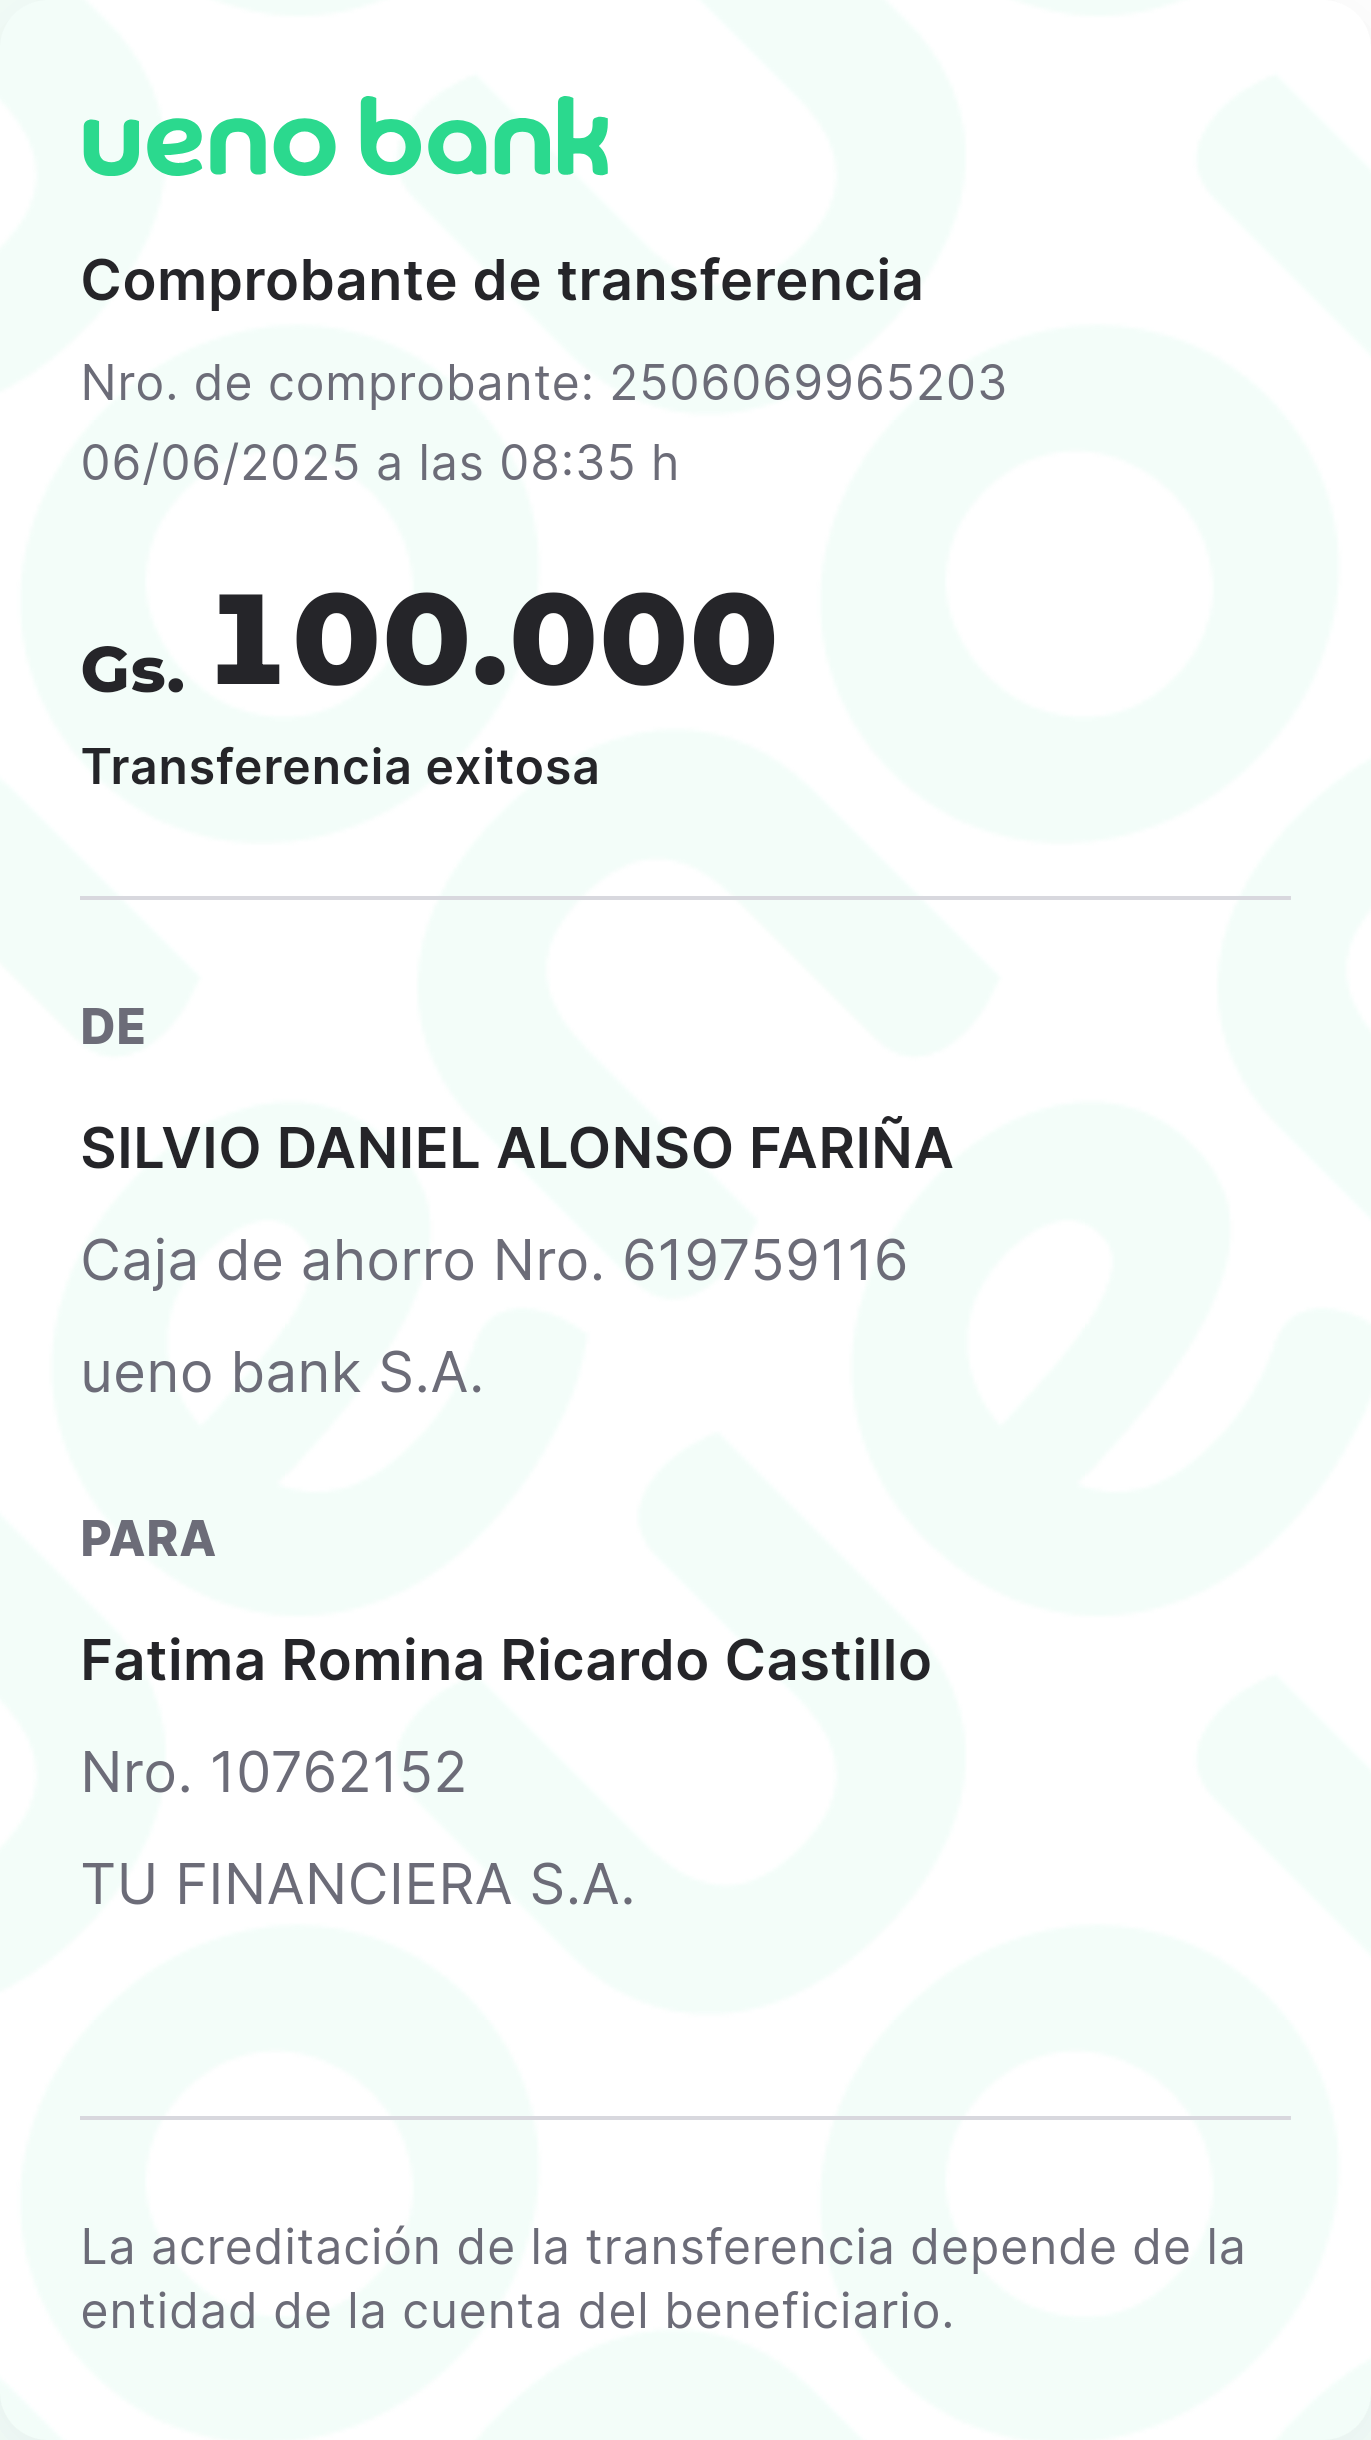 ueno bank
Comprobante de transferencia
Nro. de comprobante: 2506069965203
06/06/2025 a las 08:35 h
Gs. 100.000
Transferencia exitosa
DE
SILVIO DANIEL ALONSO FARIÑA
Caja de ahorro Nro. 619759116
ueno bank S.A.
PARA
Fatima Romina Ricardo Castillo
Nro. 10762152
TU FINANCIERA S.A.
La acreditación de la transferencia depende de la
entidad de la cuenta del beneficiario.